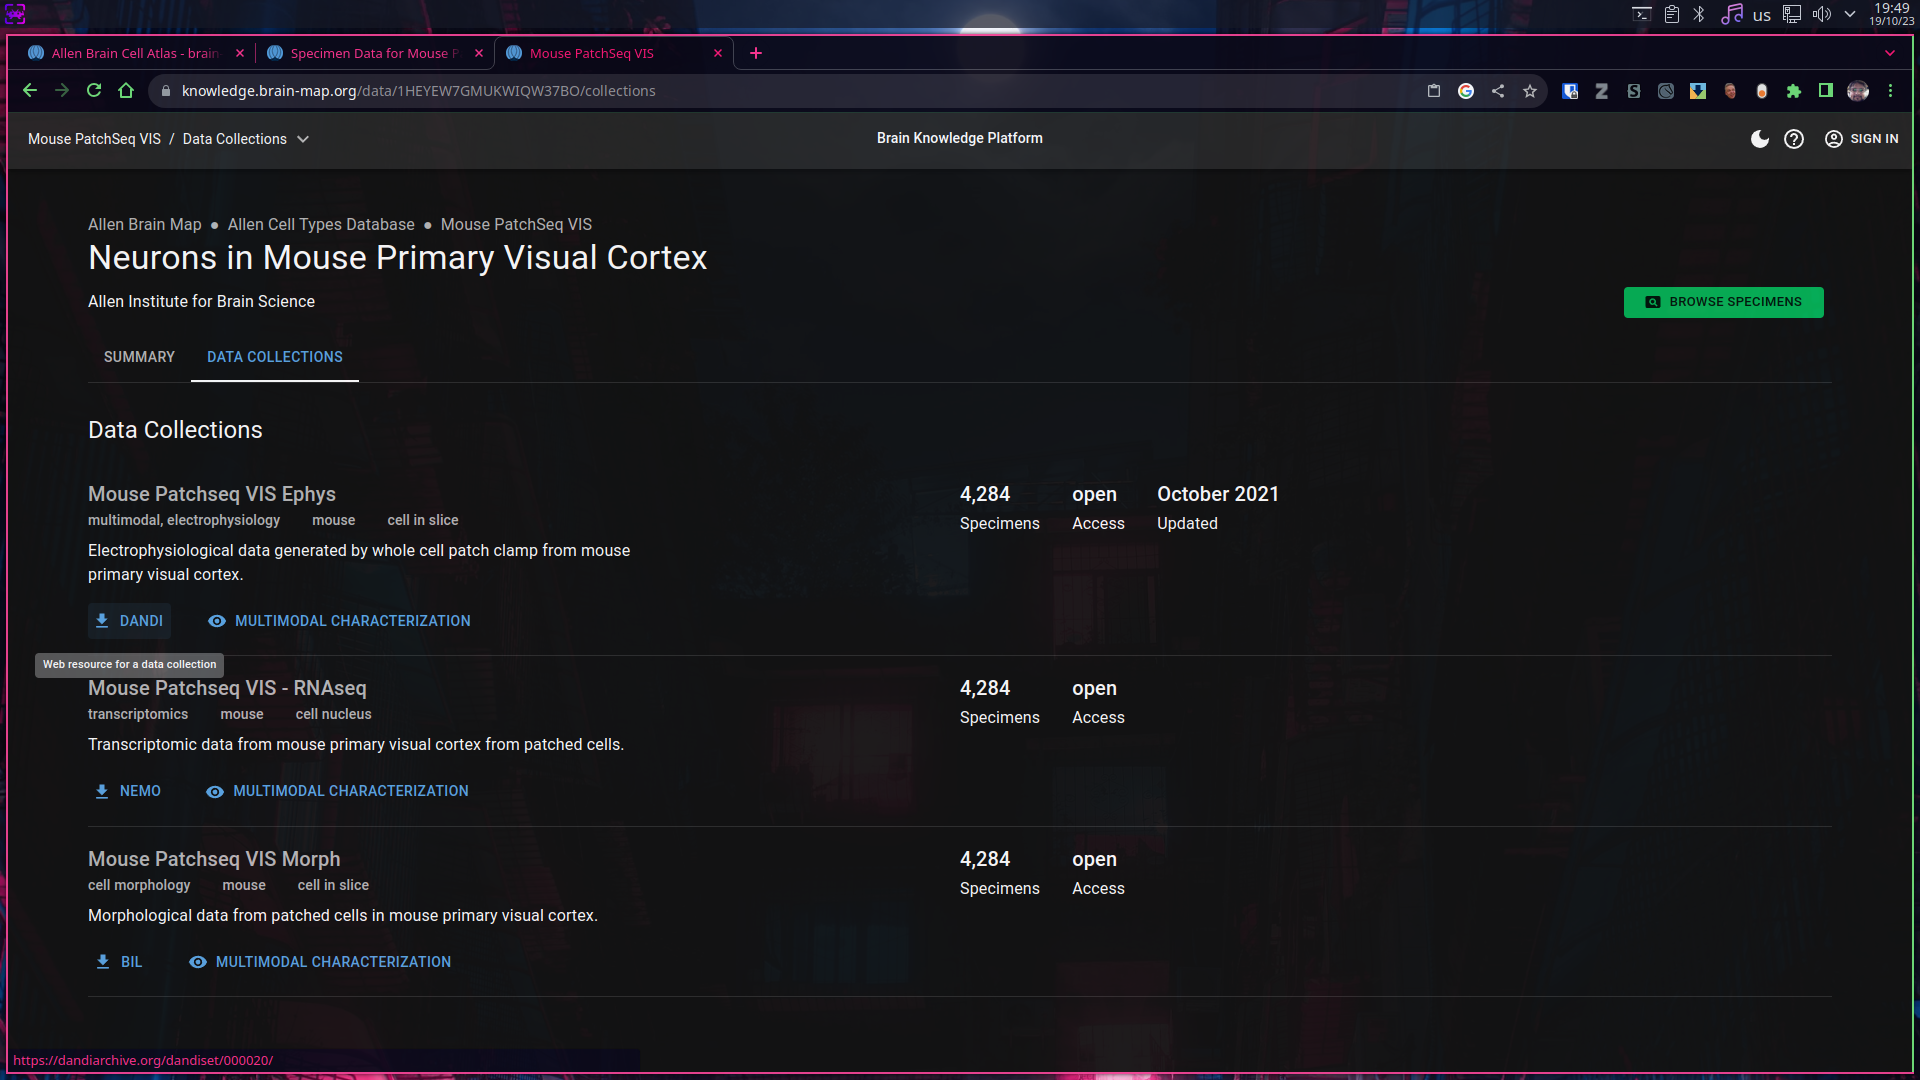 us
19:49
19/10/23
Allen Brain Cell Atlas - brain
Specimen Data for Mouse P
Mouse PatchSeq VIS
knowledge.brain-map.org/data/1HEYEW7GMUKWIQW37BO/collections
Mouse PatchSeq VIS / Data Collections
Brain Knowledge Platform
SIGN IN
Allen Brain Map ● Allen Cell Types Database ● Mouse PatchSeq VIS
Neurons in Mouse Primary Visual Cortex
Allen Institute for Brain Science
BROWSE SPECIMENS
SUMMARY DATA COLLECTIONS
Data Collections
Mouse Patchseq VIS Ephys
multimodal, electrophysiology mouse cell in slice
Electrophysiological data generated by whole cell patch clamp from mouse
primary visual cortex.
4,284 open October 2021
Specimens Access Updated
DANDI MULTIMODAL CHARACTERIZATION
Web resource for a data collection
Mouse Patchseq VIS - RNAseq
transcriptomics mouse cell nucleus
Transcriptomic data from mouse primary visual cortex from patched cells.
4,284 open
Specimens Access
NEMO MULTIMODAL CHARACTERIZATION
Mouse Patchseq VIS Morph
cell morphology mouse cell in slice
Morphological data from patched cells in mouse primary visual cortex.
4,284 open
Specimens Access
BIL MULTIMODAL CHARACTERIZATION
https://dandiarchive.org/dandiset/000020/